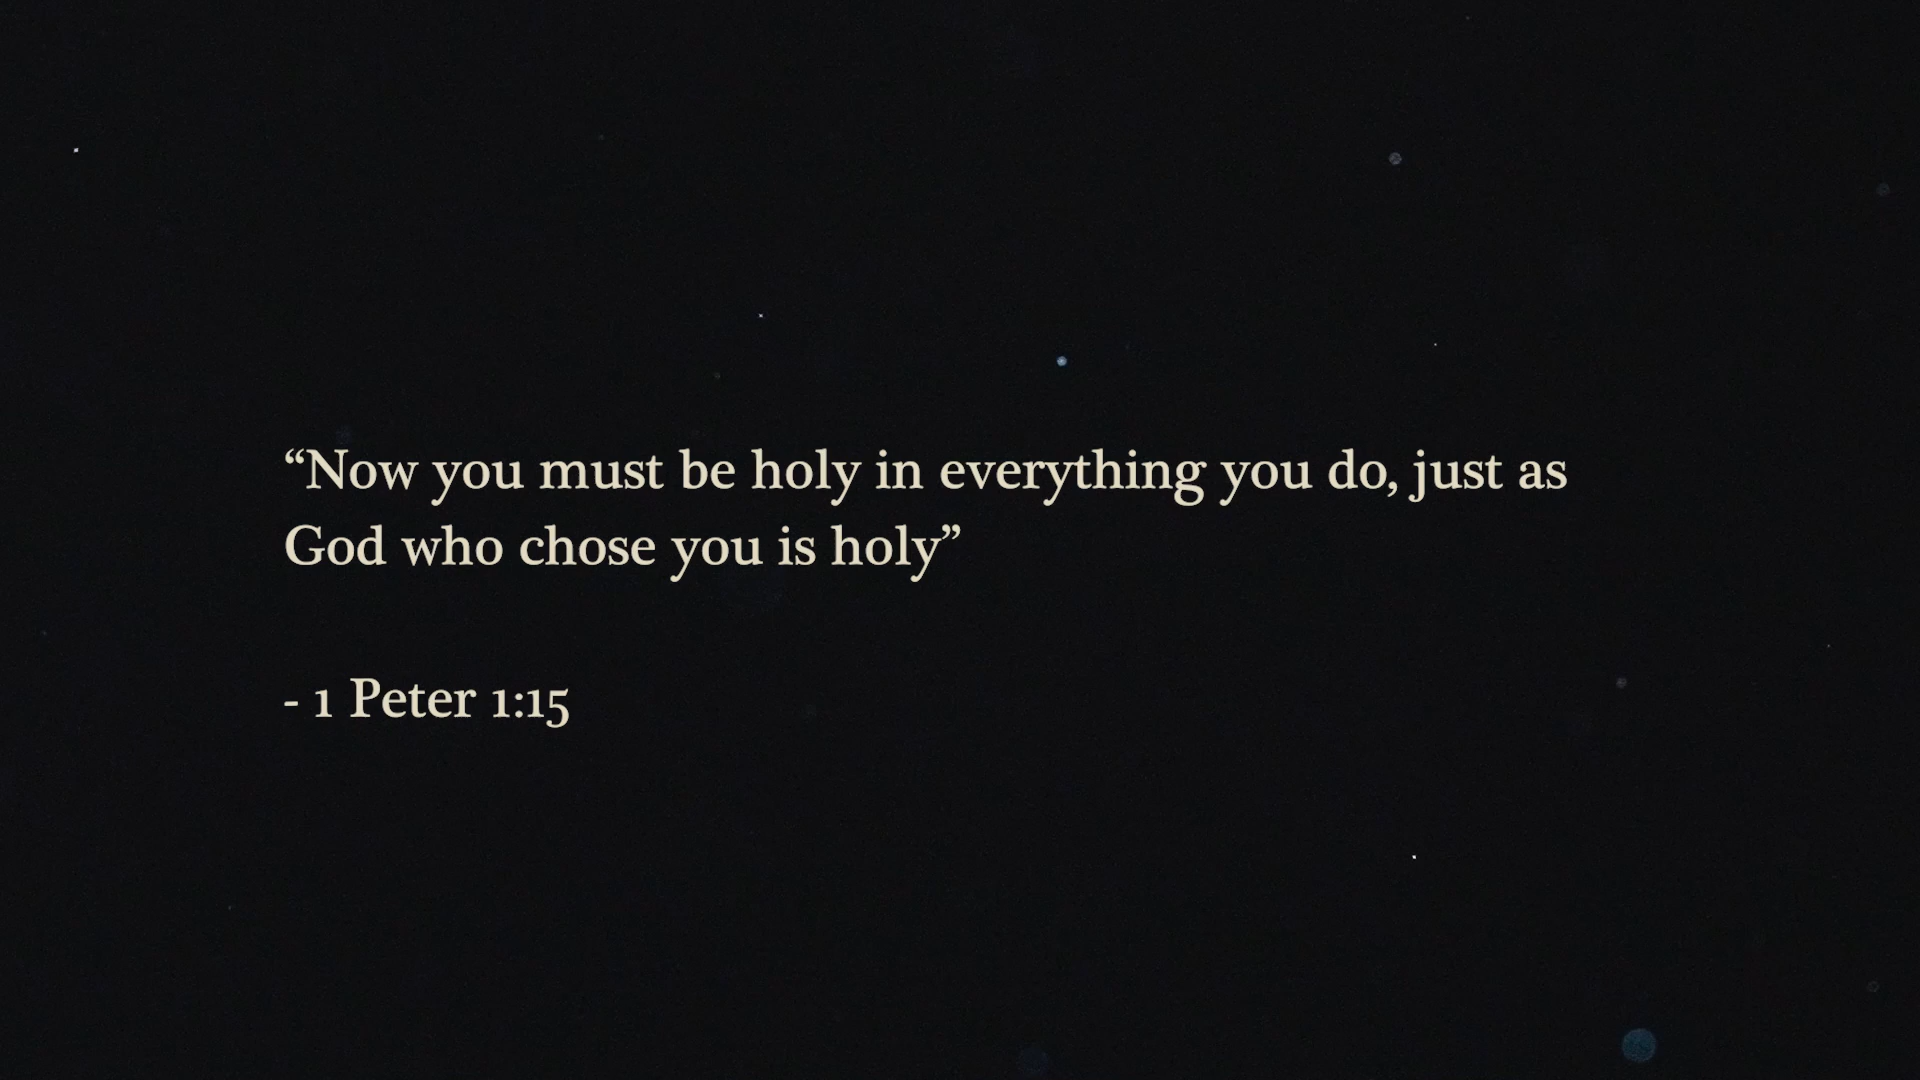 “Now you must be holy in everything you do, just as
God who chose you is holy”
- 1 Peter 1:15